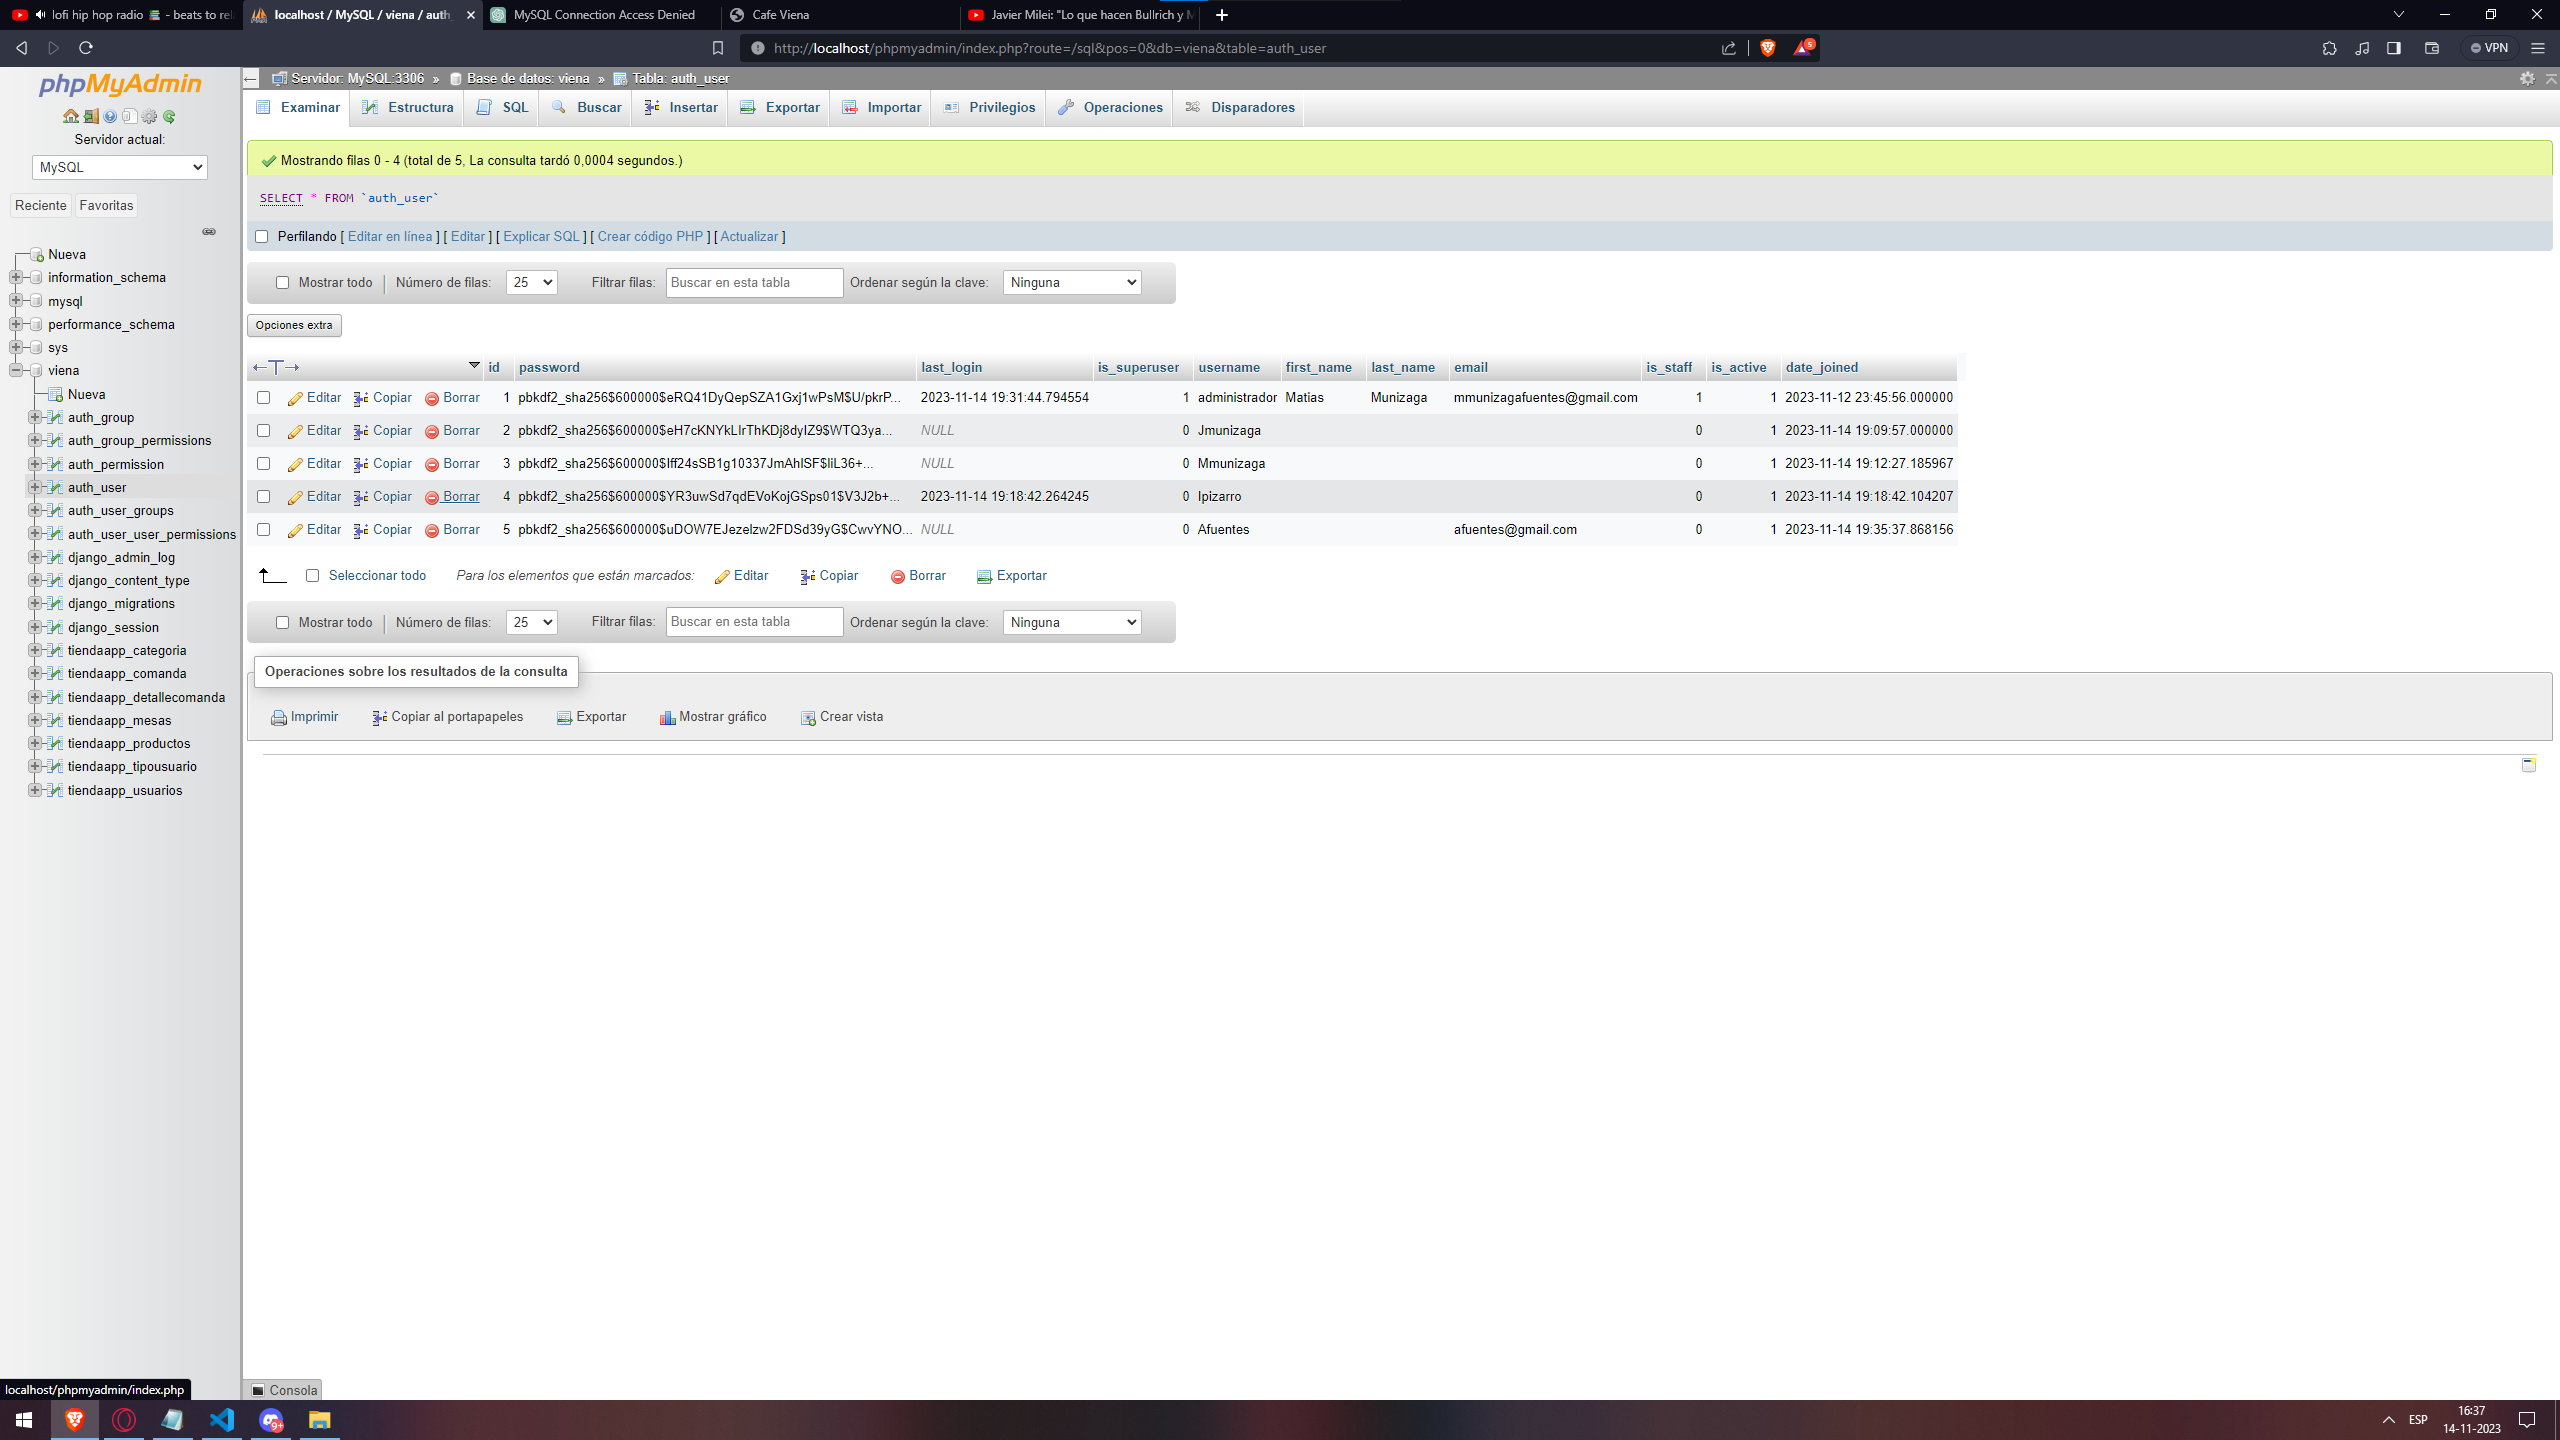 lofi hip hop radio 📚 - beats to rel
localhost / MySQL / viena / auth_
MySQL Connection Access Denied
Cafe Viena
Javier Milei: "Lo que hacen Bullrich y M
http://localhost/phpmyadmin/index.php?route=/sql&pos=0&db=viena&table=auth_user
5
VPN
phpMyAdmin
Servidor actual:
MySQL
Reciente
Favoritas
Nueva
information_schema
mysql
performance_schema
sys
viena
Nueva
auth_group
auth_group_permissions
auth_permission
auth_user
auth_user_groups
auth_user_user_permissions
django_admin_log
django_content_type
django_migrations
django_session
tiendaapp_categoria
tiendaapp_comanda
tiendaapp_detallecomanda
tiendaapp_mesas
tiendaapp_productos
tiendaapp_tipousuario
tiendaapp_usuarios
Servidor: MySQL:3306 » Base de datos: viena » Tabla: auth_user
Examinar Estructura SQL Buscar Insertar Exportar Importar Privilegios Operaciones Disparadores
Mostrando filas 0 - 4 (total de 5, La consulta tardó 0,0004 segundos.)
SELECT * FROM `auth_user`
Perfilando [ Editar en línea ] [ Editar ] [ Explicar SQL ] [ Crear código PHP ] [ Actualizar ]
Mostrar todo Número de filas: 25 Filtrar filas: Buscar en esta tabla Ordenar según la clave: Ninguna
Opciones extra
←T→ id password last_login is_superuser username first_name last_name email is_staff is_active date_joined
Editar Copiar Borrar 1 pbkdf2_sha256$600000$eRQ41DyQepSZA1Gxj1wPsM$U/pkrP... 2023-11-14 19:31:44.794554 1 administrador Matias Munizaga mmunizagafuentes@gmail.com 1 1 2023-11-12 23:45:56.000000
Editar Copiar Borrar 2 pbkdf2_sha256$600000$eH7cKNYkLIrThKDj8dyIZ9$WTQ3ya... NULL 0 Jmunizaga 0 1 2023-11-14 19:09:57.000000
Editar Copiar Borrar 3 pbkdf2_sha256$600000$Iff24sSB1g10337JmAhlSF$liL36+... NULL 0 Mmunizaga 0 1 2023-11-14 19:12:27.185967
Editar Copiar Borrar 4 pbkdf2_sha256$600000$YR3uwSd7qdEVoKojGSps01$V3J2b+... 2023-11-14 19:18:42.264245 0 Ipizarro 0 1 2023-11-14 19:18:42.104207
Editar Copiar Borrar 5 pbkdf2_sha256$600000$uDOW7EJezelzw2FDSd39yG$CwvYNO... NULL 0 Afuentes afuentes@gmail.com 0 1 2023-11-14 19:35:37.868156
Seleccionar todo Para los elementos que están marcados: Editar Copiar Borrar Exportar
Mostrar todo Número de filas: 25 Filtrar filas: Buscar en esta tabla Ordenar según la clave: Ninguna
Operaciones sobre los resultados de la consulta
Imprimir Copiar al portapapeles Exportar Mostrar gráfico Crear vista
localhost/phpmyadmin/index.php
Consola
9+
ESP
16:37
14-11-2023